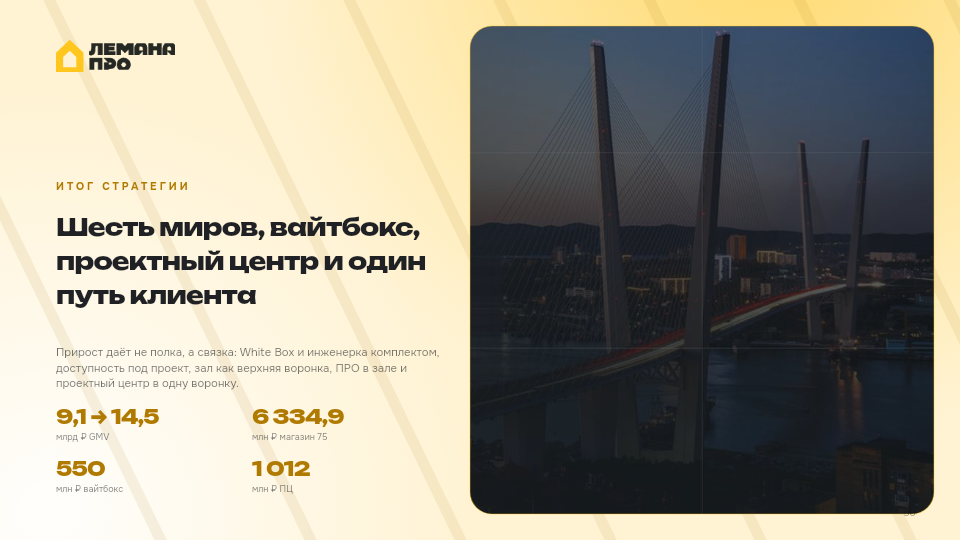 ЛЕМАНА
ПРО
ИТОГ СТРАТЕГИИ
Шесть миров, вайтбокс,
проектный центр и один
путь клиента
Прирост даёт не полка, а связка: White Box и инженерка комплектом,
доступность под проект, зал как верхняя воронка, ПРО в зале и
проектный центр в одну воронку.
9,1 → 14,5
млрд ₽ GMV
6 334,9
млн ₽ магазин 75
550
млн ₽ вайтбокс
1 012
млн ₽ ПЦ